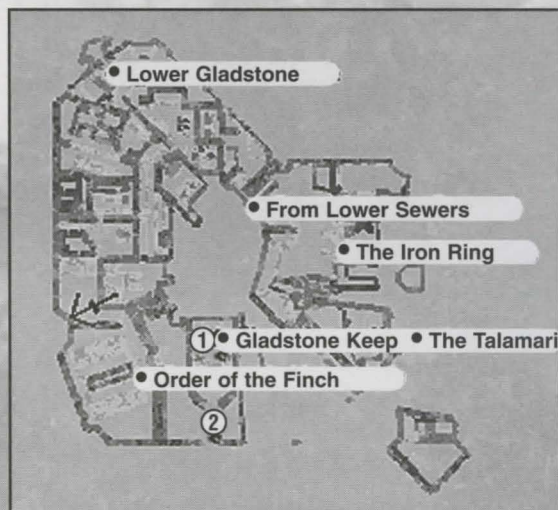 • Lower Gladstone
• From Lower Sewers
• The Iron Ring
① • Gladstone Keep • The Talamari
• Order of the Finch
②